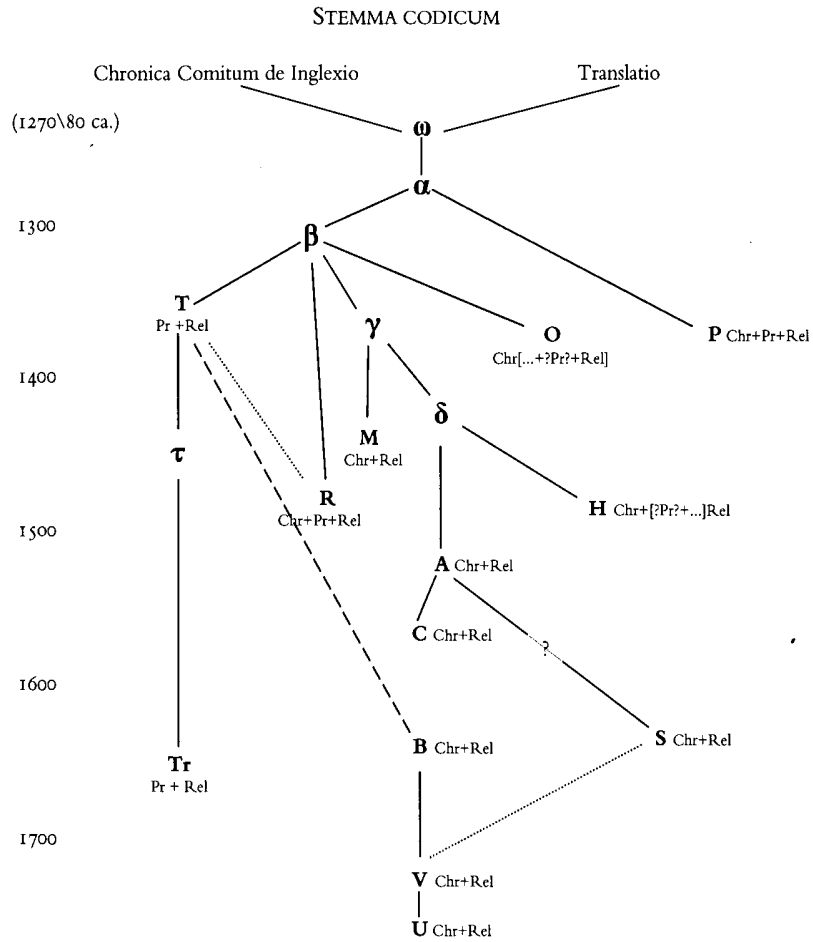 STEMMA CODICUM
Chronica Comitum de Inglexio Translatio
(1270\80 ca.) ω
α
1300 β
T
Pr +Rel
γ
O
Chr[...+?Pr?+Rel]
P Chr+Pr+Rel
1400
δ
M
Chr+Rel
τ
R
Chr+Pr+Rel
H Chr+[?Pr?+...]Rel
1500
A Chr+Rel
C Chr+Rel
?
1600
B Chr+Rel
S Chr+Rel
Tr
Pr + Rel
1700
V Chr+Rel
U Chr+Rel